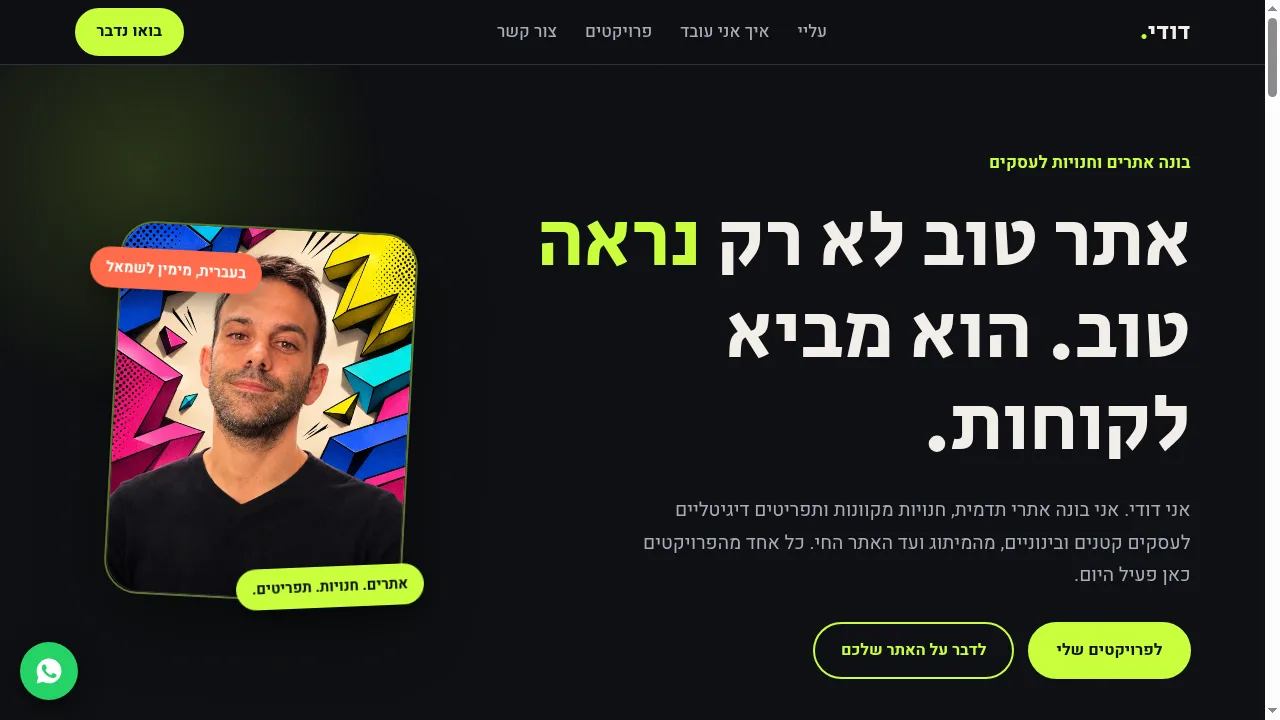 דודי.
עליי
איך אני עובד
פרויקטים
צור קשר
בואו נדבר
בונה אתרים וחנויות לעסקים
אתר טוב לא רק נראה
טוב. הוא מביא
לקוחות.
אני דודי. אני בונה אתרי תדמית, חנויות מקוונות ותפריטים דיגיטליים
לעסקים קטנים ובינוניים, מהמיתוג ועד האתר החי. כל אחד מהפרויקטים
כאן פעיל היום.
לפרויקטים שלי
לדבר על האתר שלכם
בעברית, מימין לשמאל
אתרים. חנויות. תפריטים.